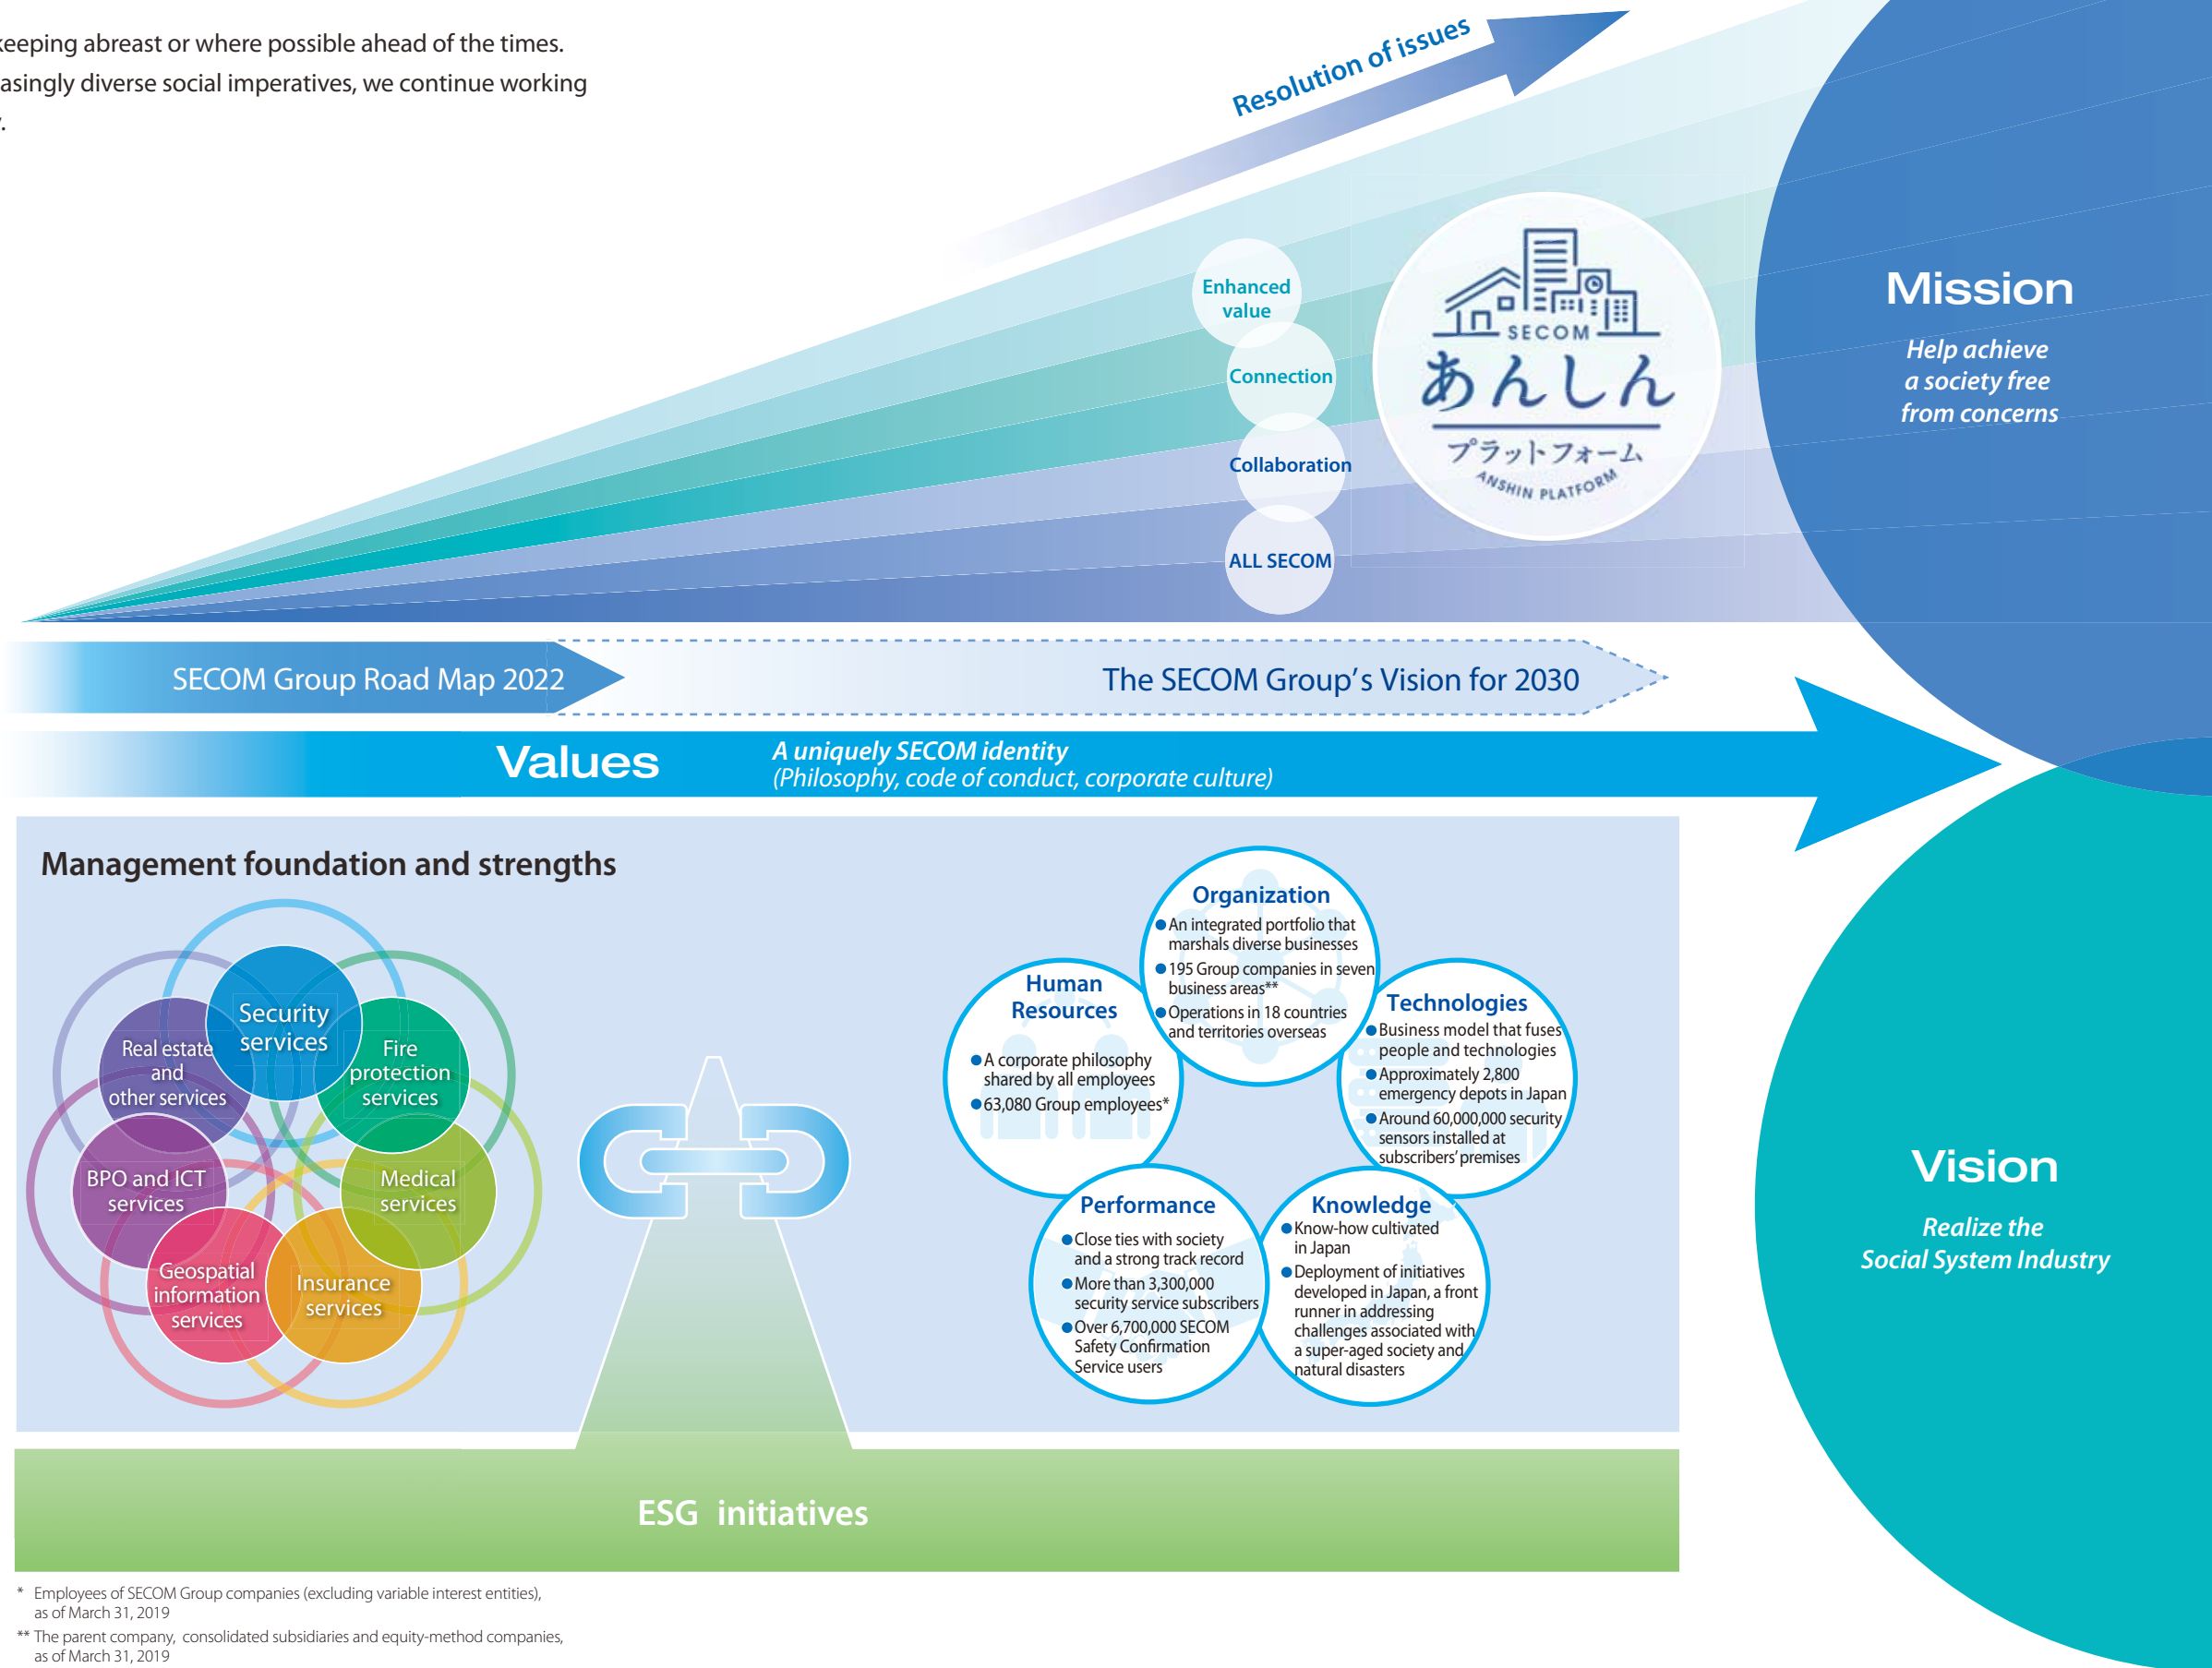 keeping abreast or where possible ahead of the times.
asingly diverse social imperatives, we continue working
Resolution of issues
Enhanced
value
Connection
Collaboration
ALL SECOM
SECOM
あんしん
プラットフォーム
ANSHIN PLATFORM
Mission
Help achieve
a society free
from concerns
SECOM Group Road Map 2022
The SECOM Group's Vision for 2030
Values
A uniquely SECOM identity
(Philosophy, code of conduct, corporate culture)
Management foundation and strengths
Security
services
Fire
protection
services
Medical
services
Insurance
services
Geospatial
information
services
BPO and ICT
services
Real estate
and
other services
Organization
●An integrated portfolio that
marshals diverse businesses
●195 Group companies in seven
business areas**
●Operations in 18 countries
and territories overseas
Human
Resources
●A corporate philosophy
shared by all employees
●63,080 Group employees*
Technologies
●Business model that fuses
people and technologies
●Approximately 2,800
emergency depots in Japan
●Around 60,000,000 security
sensors installed at
subscribers' premises
Performance
●Close ties with society
and a strong track record
●More than 3,300,000
security service subscribers
●Over 6,700,000 SECOM
Safety Confirmation
Service users
Knowledge
●Know-how cultivated
in Japan
●Deployment of initiatives
developed in Japan, a front
runner in addressing
challenges associated with
a super-aged society and
natural disasters
Vision
Realize the
Social System Industry
ESG initiatives
* Employees of SECOM Group companies (excluding variable interest entities),
as of March 31, 2019
** The parent company, consolidated subsidiaries and equity-method companies,
as of March 31, 2019